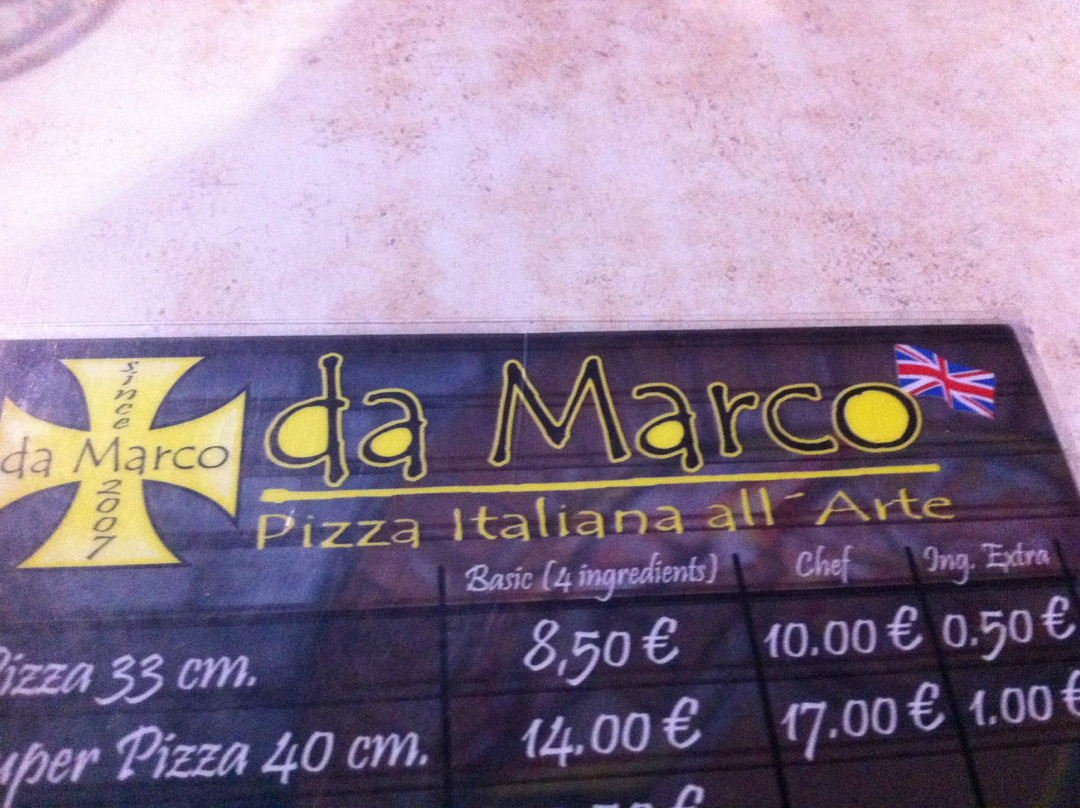 since
da Marco
2007
da Marco
Pizza Italiana all´Arte
Basic (4 ingredients) Chef Ing. Extra
Pizza 33 cm. 8,50 € 10.00 € 0.50 €
Super Pizza 40 cm. 14.00 € 17.00 € 1.00 €